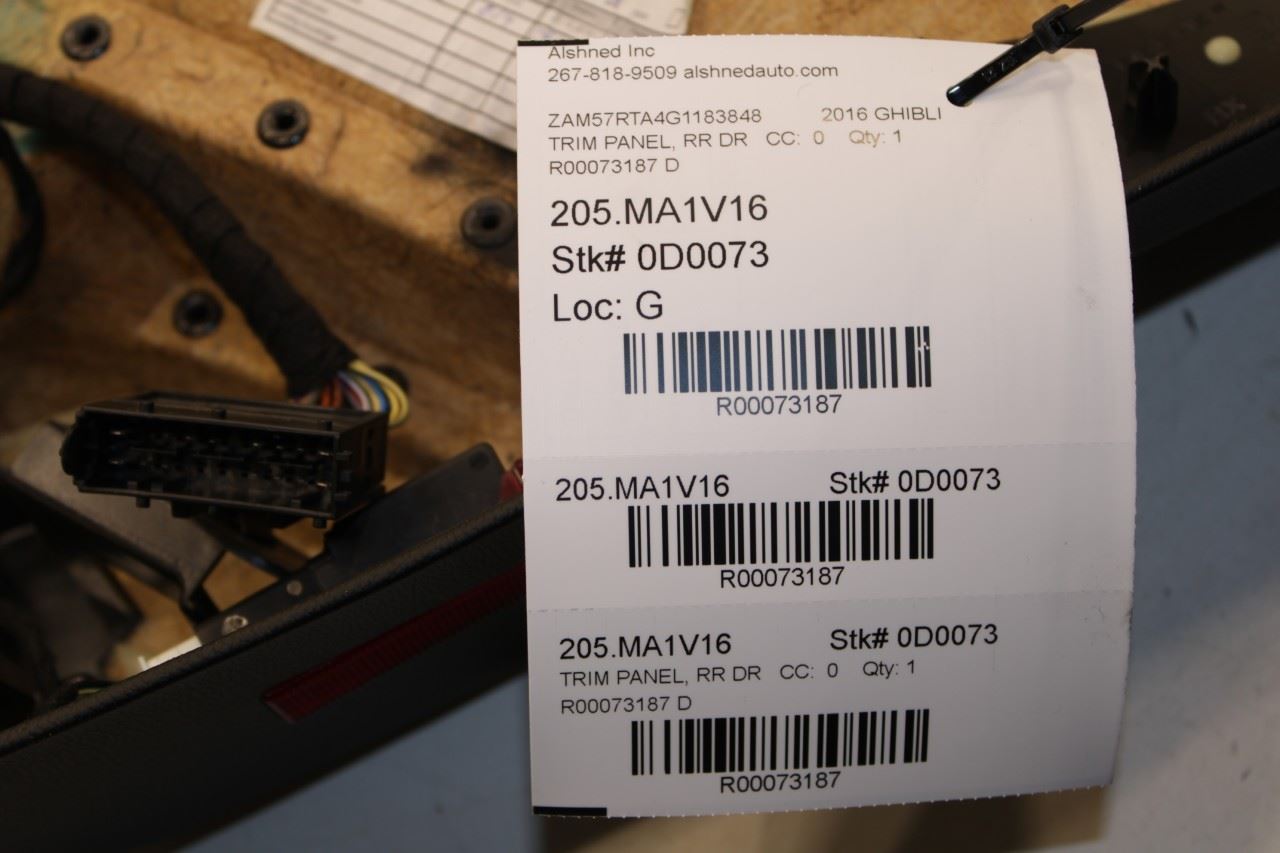 Alshned Inc
267-818-9509 alshnedauto.com
ZAM57RTA4G1183848 2016 GHIBLI
TRIM PANEL, RR DR CC: 0 Qty: 1
R00073187 D
205.MA1V16
Stk# 0D0073
Loc: G
R00073187
205.MA1V16 Stk# 0D0073
R00073187
205.MA1V16 Stk# 0D0073
TRIM PANEL, RR DR CC: 0 Qty: 1
R00073187 D
R00073187